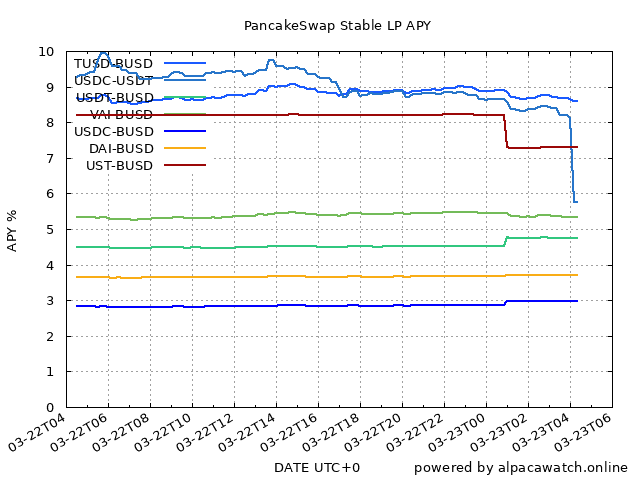 PancakeSwap Stable LP APY
10
9
8
7
6
5
4
3
2
1
0
APY %
TUSD-BUSD
USDC-USDT
USDT-BUSD
VAI-BUSD
USDC-BUSD
DAI-BUSD
UST-BUSD
03-22T04
03-22T06
03-22T08
03-22T10
03-22T12
03-22T14
03-22T16
03-22T18
03-22T20
03-22T22
03-23T00
03-23T02
03-23T04
03-23T06
DATE UTC+0
powered by alpacawatch.online